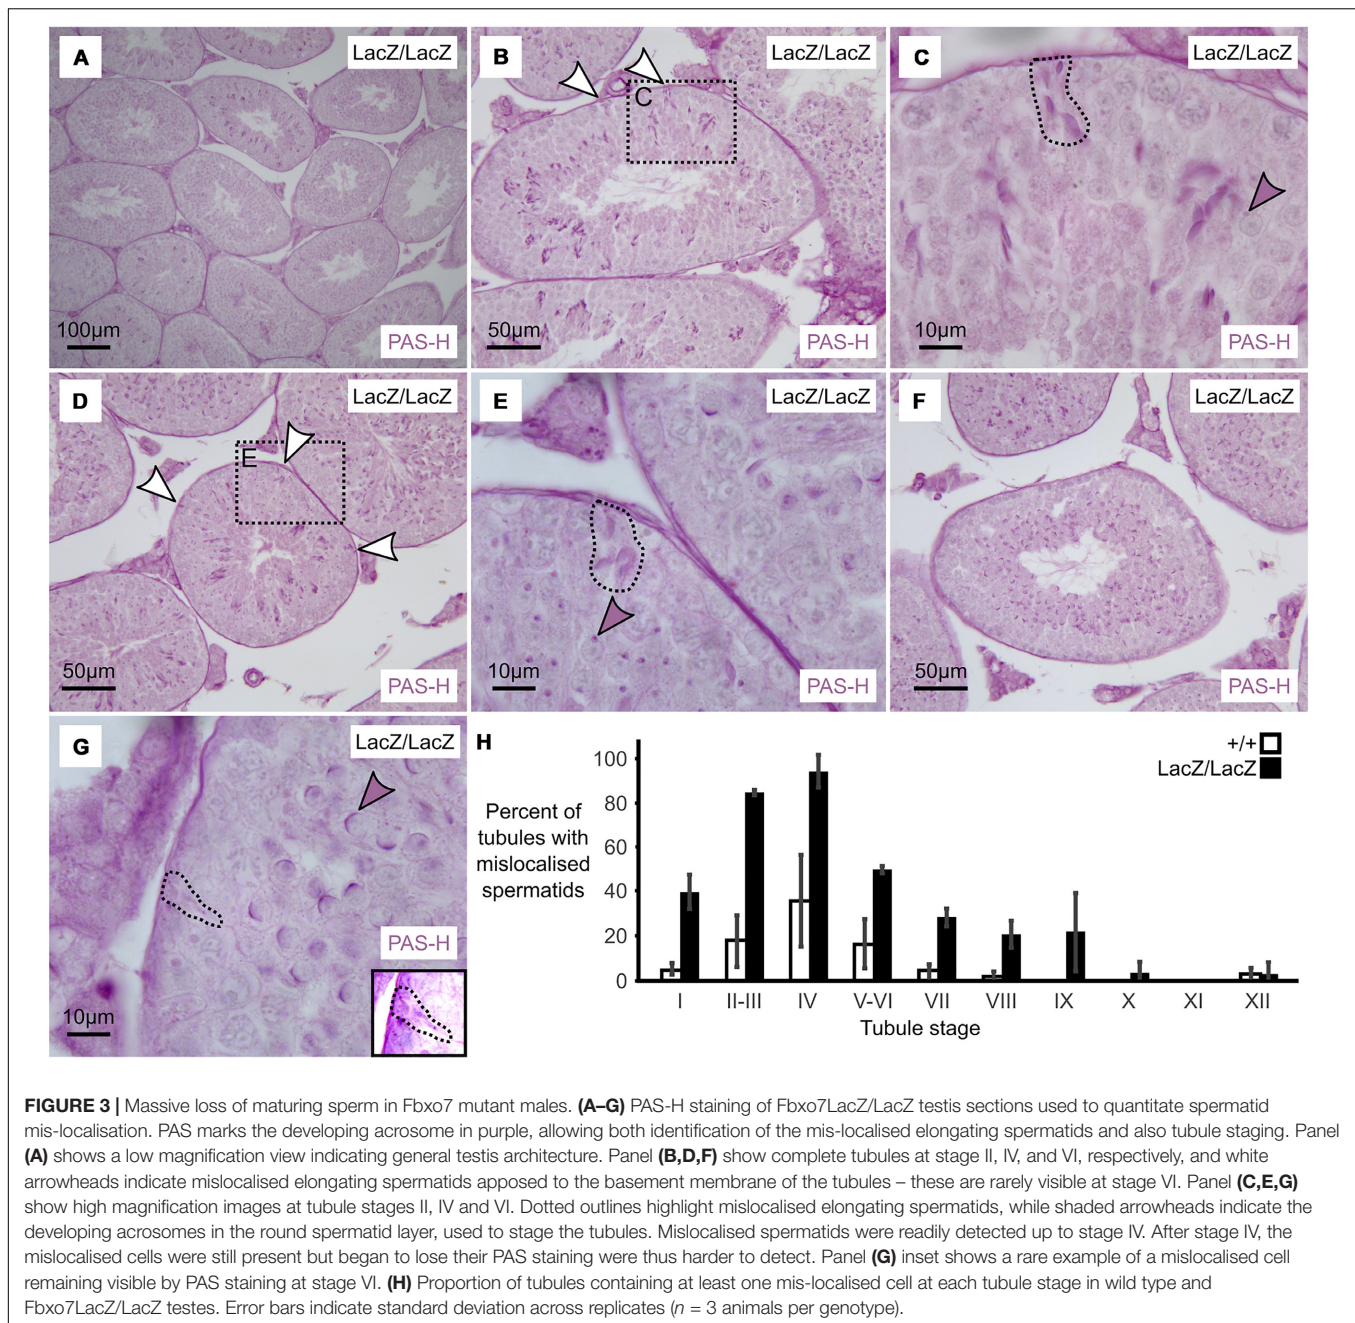 A
LacZ/LacZ
100µm
PAS-H
B
LacZ/LacZ
C
50µm
PAS-H
C
LacZ/LacZ
10µm
PAS-H
D
LacZ/LacZ
E
50µm
PAS-H
E
LacZ/LacZ
10µm
PAS-H
F
LacZ/LacZ
50µm
PAS-H
G
LacZ/LacZ
PAS-H
10µm
H
+/+
LacZ/LacZ
Percent of
tubules with
mislocalised
spermatids
100
80
60
40
20
0
I II-III IV V-VI VII VIII IX X XI XII
Tubule stage
FIGURE 3 | Massive loss of maturing sperm in Fbxo7 mutant males. (A–G) PAS-H staining of Fbxo7LacZ/LacZ testis sections used to quantitate spermatid
mis-localisation. PAS marks the developing acrosome in purple, allowing both identification of the mis-localised elongating spermatids and also tubule staging. Panel
(A) shows a low magnification view indicating general testis architecture. Panel (B,D,F) show complete tubules at stage II, IV, and VI, respectively, and white
arrowheads indicate mislocalised elongating spermatids apposed to the basement membrane of the tubules – these are rarely visible at stage VI. Panel (C,E,G)
show high magnification images at tubule stages II, IV and VI. Dotted outlines highlight mislocalised elongating spermatids, while shaded arrowheads indicate the
developing acrosomes in the round spermatid layer, used to stage the tubules. Mislocalised spermatids were readily detected up to stage IV. After stage IV, the
mislocalised cells were still present but began to lose their PAS staining were thus harder to detect. Panel (G) inset shows a rare example of a mislocalised cell
remaining visible by PAS staining at stage VI. (H) Proportion of tubules containing at least one mis-localised cell at each tubule stage in wild type and
Fbxo7LacZ/LacZ testes. Error bars indicate standard deviation across replicates (n = 3 animals per genotype).